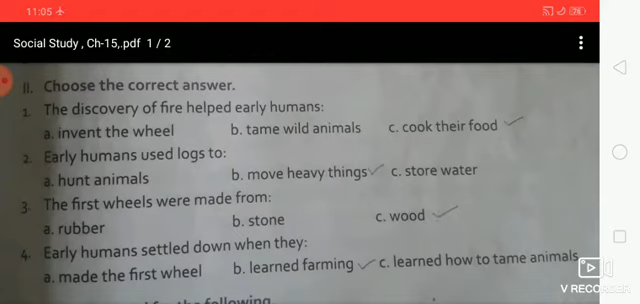 11:05
Social Study , Ch-15,.pdf 1 / 2
II. Choose the correct answer.
1. The discovery of fire helped early humans:
a. invent the wheel b. tame wild animals c. cook their food
2. Early humans used logs to:
a. hunt animals b. move heavy things c. store water
3. The first wheels were made from:
a. rubber b. stone c. wood
4. Early humans settled down when they:
a. made the first wheel b. learned farming c. learned how to tame animals
the following.
V RECORDER